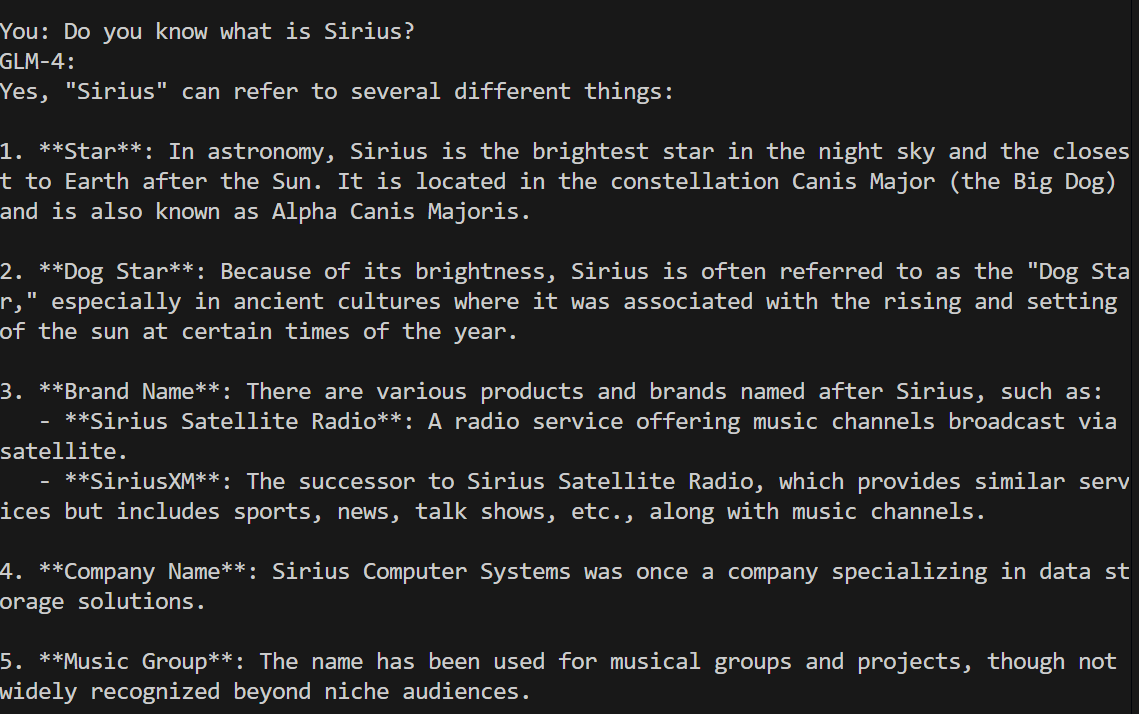 You: Do you know what is Sirius?
GLM-4:
Yes, "Sirius" can refer to several different things:
1. **Star**: In astronomy, Sirius is the brightest star in the night sky and the closes
t to Earth after the Sun. It is located in the constellation Canis Major (the Big Dog)
and is also known as Alpha Canis Majoris.
2. **Dog Star**: Because of its brightness, Sirius is often referred to as the "Dog Sta
r," especially in ancient cultures where it was associated with the rising and setting
of the sun at certain times of the year.
3. **Brand Name**: There are various products and brands named after Sirius, such as:
   - **Sirius Satellite Radio**: A radio service offering music channels broadcast via
satellite.
   - **SiriusXM**: The successor to Sirius Satellite Radio, which provides similar serv
ices but includes sports, news, talk shows, etc., along with music channels.
4. **Company Name**: Sirius Computer Systems was once a company specializing in data st
orage solutions.
5. **Music Group**: The name has been used for musical groups and projects, though not
widely recognized beyond niche audiences.